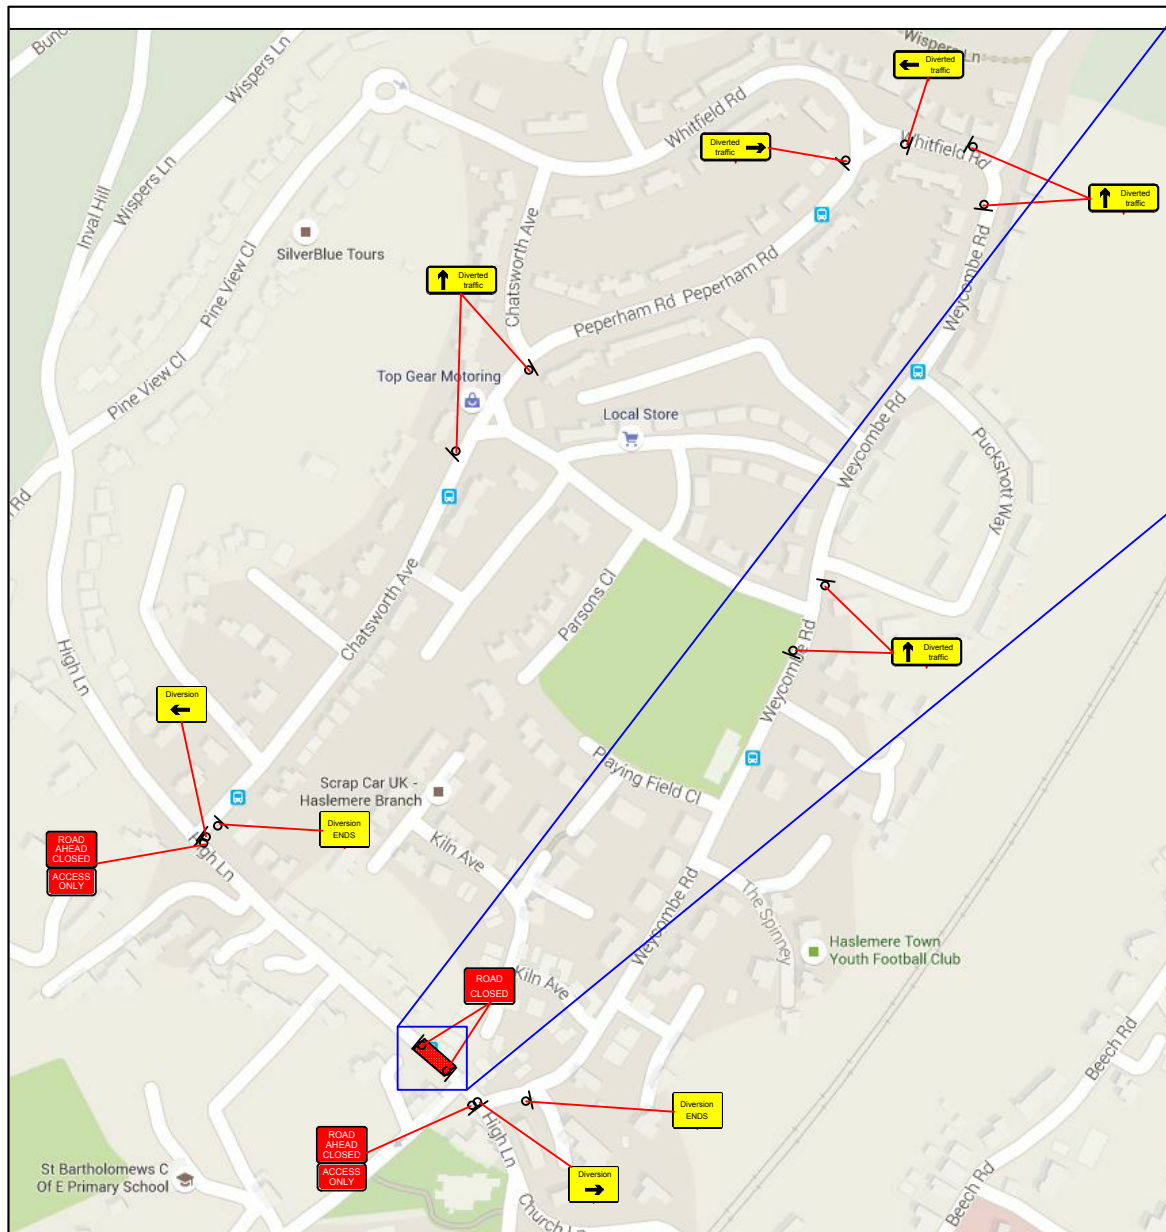 Wispers Ln
Diverted
traffic
Wispers Ln
Whitfield Rd
Diverted
traffic
Whitfield Rd
Diverted
traffic
Inval Hill
Wispers Ln
Pine View Cl
SilverBlue Tours
Chatsworth Ave
Diverted
traffic
Peperham Rd
Peperham Rd
Weycombe Rd
Pine View Cl
Top Gear Motoring
Local Store
Weycombe Rd
Puckshott Way
Rd
Chatsworth Ave
Parsons Cl
High Ln
Weycombe Rd
Diverted
traffic
Diversion
Playing Field Cl
Scrap Car UK -
Haslemere Branch
Diversion
ENDS
ROAD
AHEAD
CLOSED
ACCESS
ONLY
High Ln
Kiln Ave
Weycombe Rd
The Spinney
Haslemere Town
Youth Football Club
ROAD
CLOSED
Kiln Ave
Beech Rd
Diversion
ENDS
ROAD
AHEAD
CLOSED
ACCESS
ONLY
High Ln
Diversion
St Bartholomews C
Of E Primary School
Church
Beech Rd